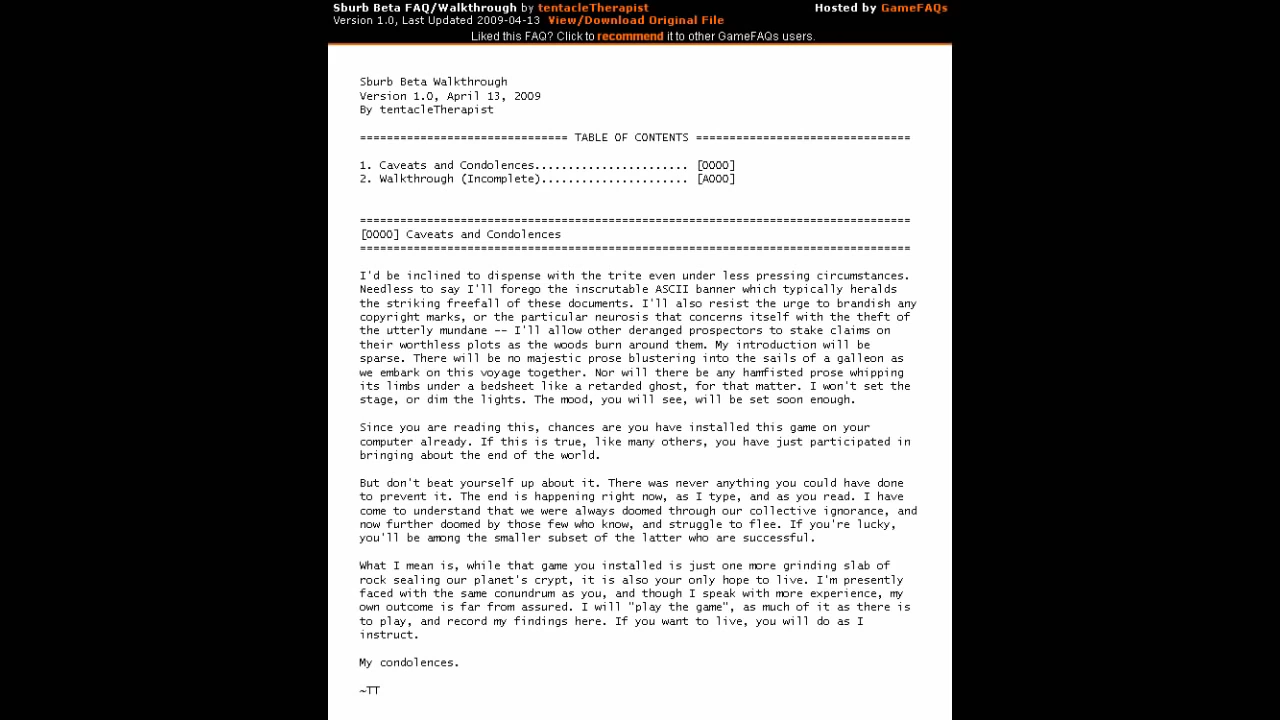 Sburb Beta FAQ/Walkthrough by tentacleTherapist
Hosted by GameFAQs
Version 1.0, Last Updated 2009-04-13 View/Download Original File
Liked this FAQ? Click to recommend it to other GameFAQs users.
Sburb Beta Walkthrough
Version 1.0, April 13, 2009
By tentacleTherapist
=============================== TABLE OF CONTENTS ================================
1. Caveats and Condolences....................... [0000]
2. Walkthrough (Incomplete)...................... [A000]
==================================================================================
[0000] Caveats and Condolences
==================================================================================
I'd be inclined to dispense with the trite even under less pressing circumstances.
Needless to say I'll forego the inscrutable ASCII banner which typically heralds
the striking freefall of these documents. I'll also resist the urge to brandish any
copyright marks, or the particular neurosis that concerns itself with the theft of
the utterly mundane -- I'll allow other deranged prospectors to stake claims on
their worthless plots as the woods burn around them. My introduction will be
sparse. There will be no majestic prose blustering into the sails of a galleon as
we embark on this voyage together. Nor will there be any hamfisted prose whipping
its limbs under a bedsheet like a retarded ghost, for that matter. I won't set the
stage, or dim the lights. The mood, you will see, will be set soon enough.
Since you are reading this, chances are you have installed this game on your
computer already. If this is true, like many others, you have just participated in
bringing about the end of the world.
But don't beat yourself up about it. There was never anything you could have done
to prevent it. The end is happening right now, as I type, and as you read. I have
come to understand that we were always doomed through our collective ignorance, and
now further doomed by those few who know, and struggle to flee. If you're lucky,
you'll be among the smaller subset of the latter who are successful.
What I mean is, while that game you installed is just one more grinding slab of
rock sealing our planet's crypt, it is also your only hope to live. I'm presently
faced with the same conundrum as you, and though I speak with more experience, my
own outcome is far from assured. I will "play the game", as much of it as there is
to play, and record my findings here. If you want to live, you will do as I
instruct.
My condolences.
~TT